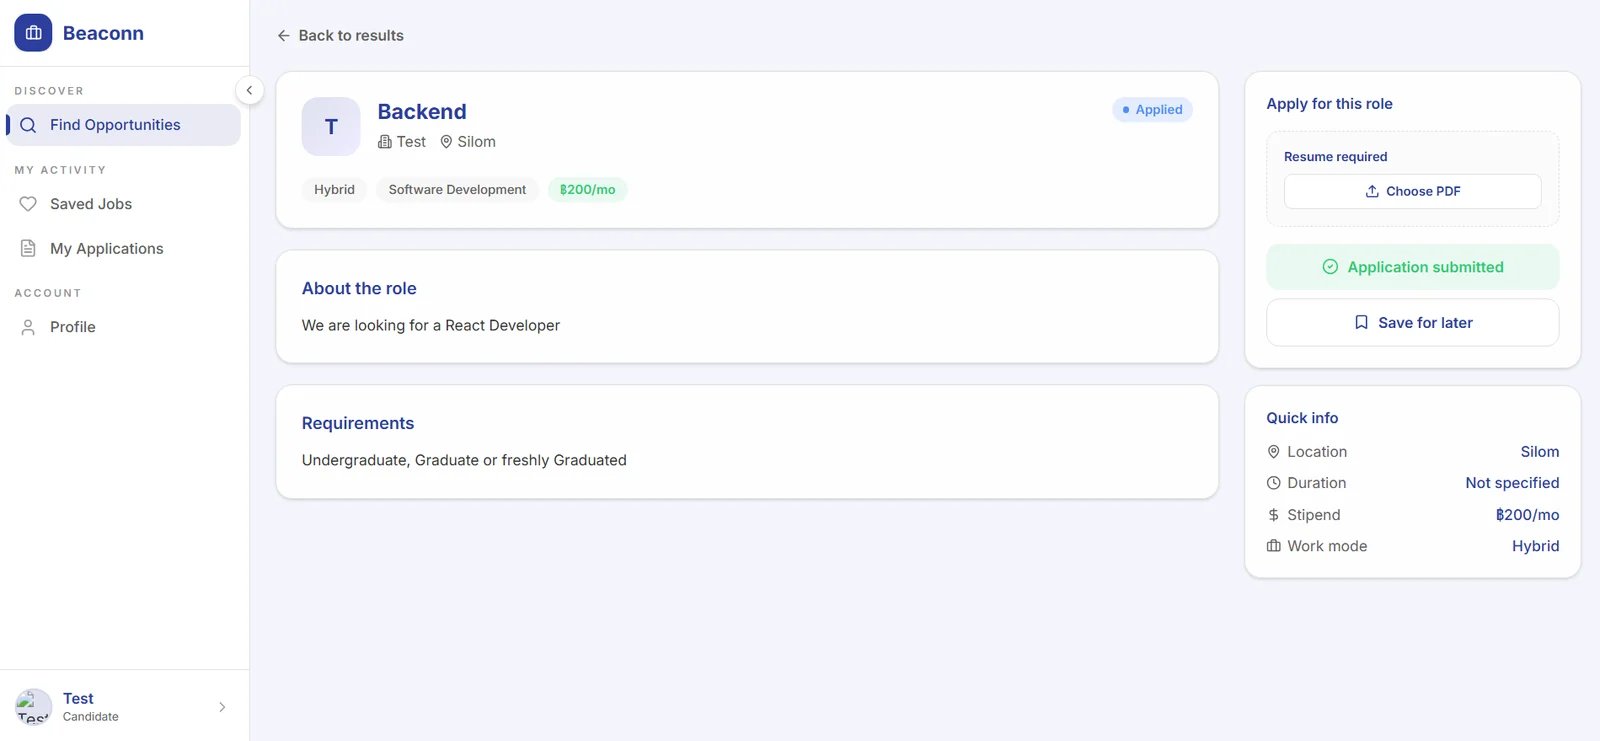 Beaconn
DISCOVER
Find Opportunities
MY ACTIVITY
Saved Jobs
My Applications
ACCOUNT
Profile
Test
Test
Candidate
Back to results
T
Backend
Test Silom
Applied
Hybrid Software Development ฿200/mo
About the role
We are looking for a React Developer
Requirements
Undergraduate, Graduate or freshly Graduated
Apply for this role
Resume required
Choose PDF
Application submitted
Save for later
Quick info
Location Silom
Duration Not specified
Stipend ฿200/mo
Work mode Hybrid